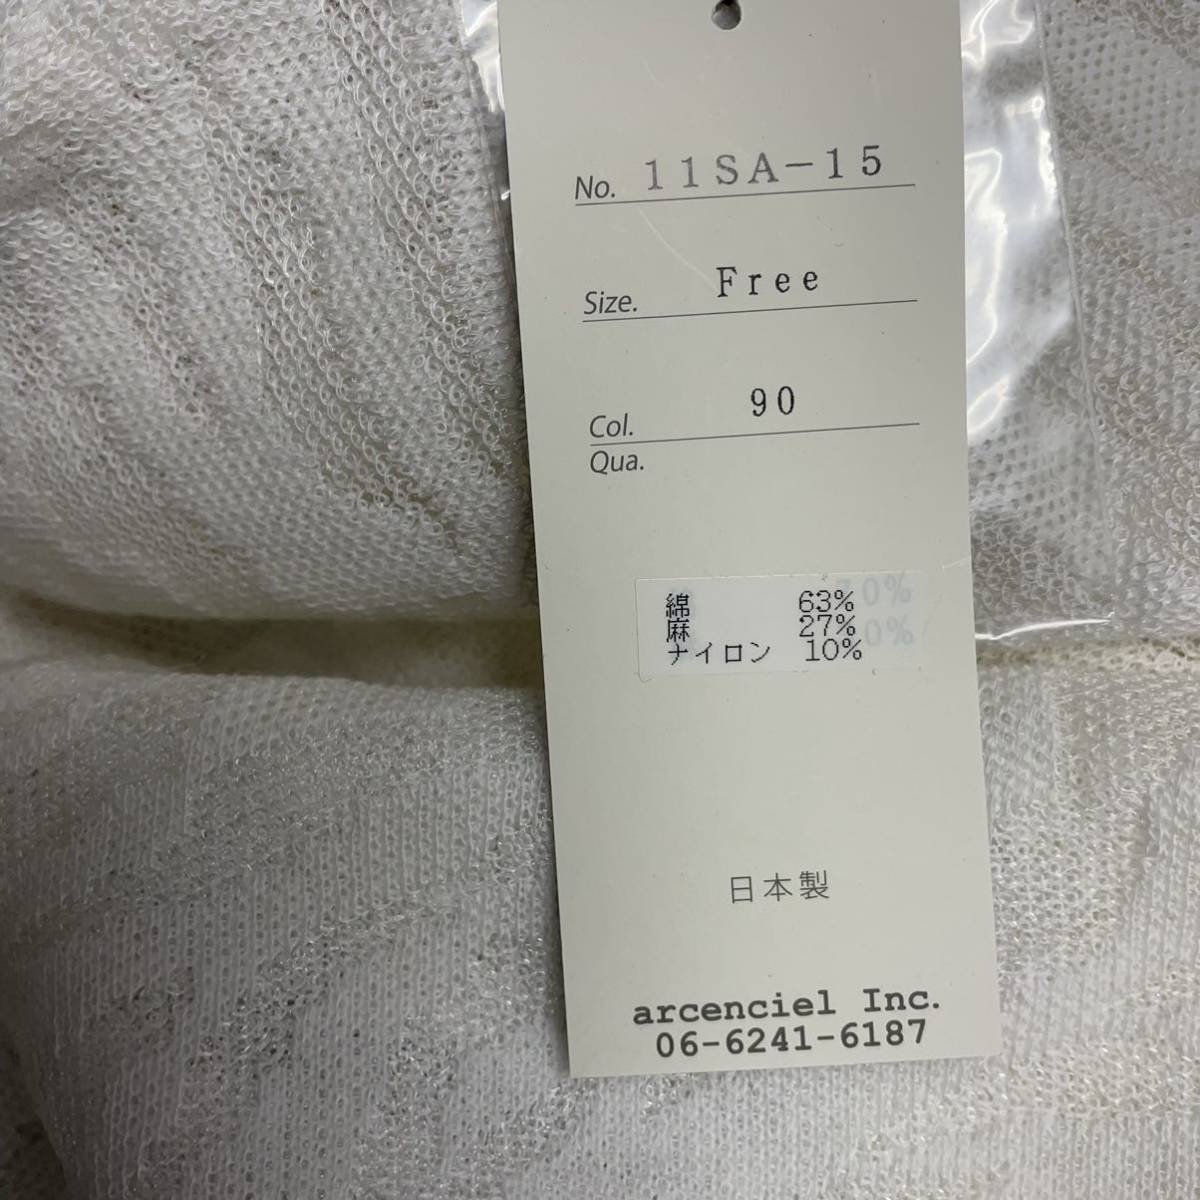 No. 11SA-15
Size. Free
Col. 90
Qua.
綿 63%
麻 27%
ナイロン 10%
日本製
arcenciel Inc.
06-6241-6187